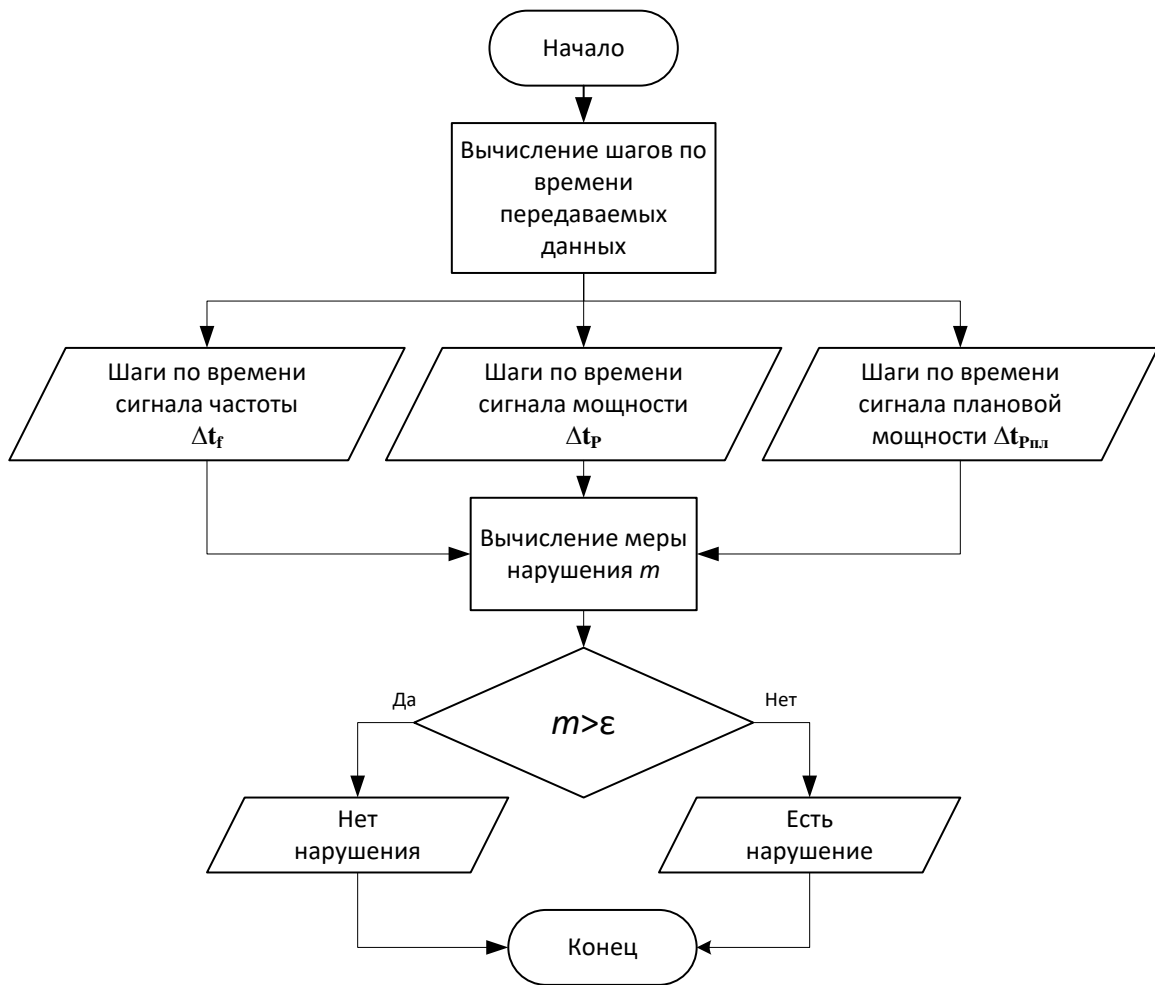 Начало
Вычисление шагов по
времени
передаваемых
данных
Шаги по времени
сигнала частоты
Δtf
Шаги по времени
сигнала мощности
ΔtP
Шаги по времени
сигнала плановой
мощности ΔtPпл
Вычисление меры
нарушения m
Да
Нет
m>ε
Нет
нарушения
Есть
нарушение
Конец